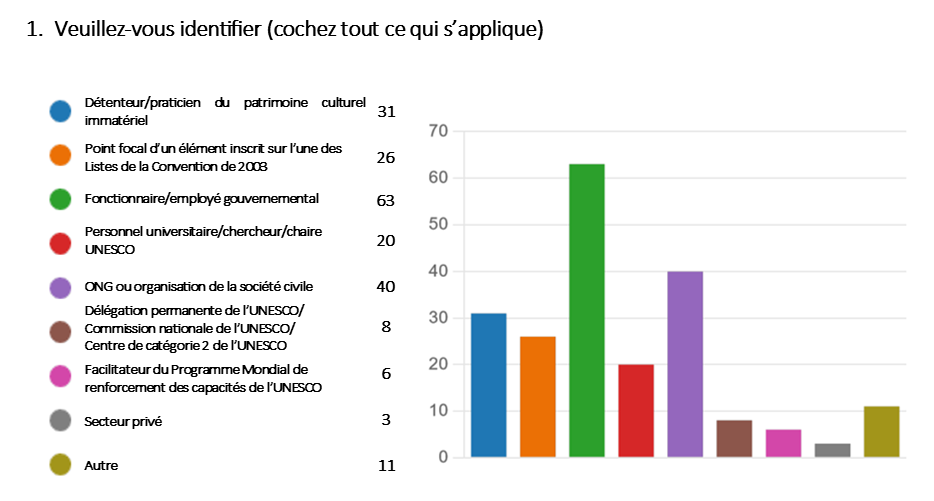 1. Veuillez-vous identifier (cochez tout ce qui s’applique)
Détenteur/praticien du patrimoine culturel
immatériel
31
Point focal d’un élément inscrit sur l’une des
Listes de la Convention de 2003
26
Fonctionnaire/employé gouvernemental
63
Personnel universitaire/chercheur/chaire
UNESCO
20
ONG ou organisation de la société civile
40
Délégation permanente de l’UNESCO/
Commission nationale de l’UNESCO/
Centre de catégorie 2 de l’UNESCO
8
Facilitateur du Programme Mondial de
renforcement des capacités de l’UNESCO
6
Secteur privé
3
Autre
11
70
60
50
40
30
20
10
0